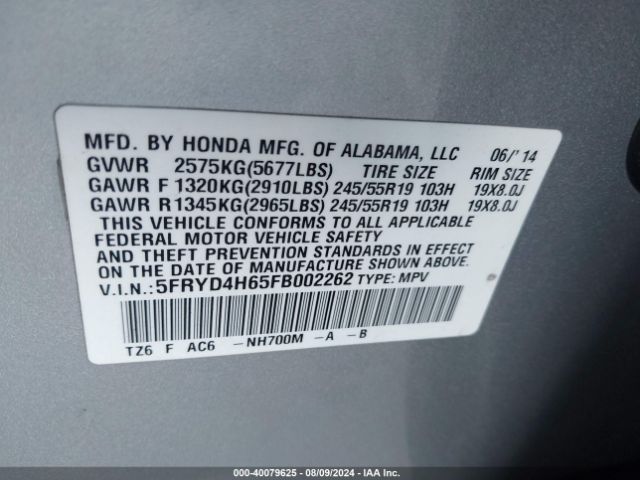 MFD. BY HONDA MFG. OF ALABAMA, LLC 06/'14
GVWR 2575KG(5677LBS) TIRE SIZE RIM SIZE
GAWR F 1320KG(2910LBS) 245/55R19 103H 19X8.0J
GAWR R 1345KG(2965LBS) 245/55R19 103H 19X8.0J
THIS VEHICLE CONFORMS TO ALL APPLICABLE
FEDERAL MOTOR VEHICLE SAFETY
AND THEFT PREVENTION STANDARDS IN EFFECT
ON THE DATE OF MANUFACTURE SHOWN ABOVE.
V.I.N.:5FRYD4H65FB002262 TYPE: MPV
TZ6 F AC6 -NH700M -A -B
000-40079625 - 08/09/2024 - IAA Inc.